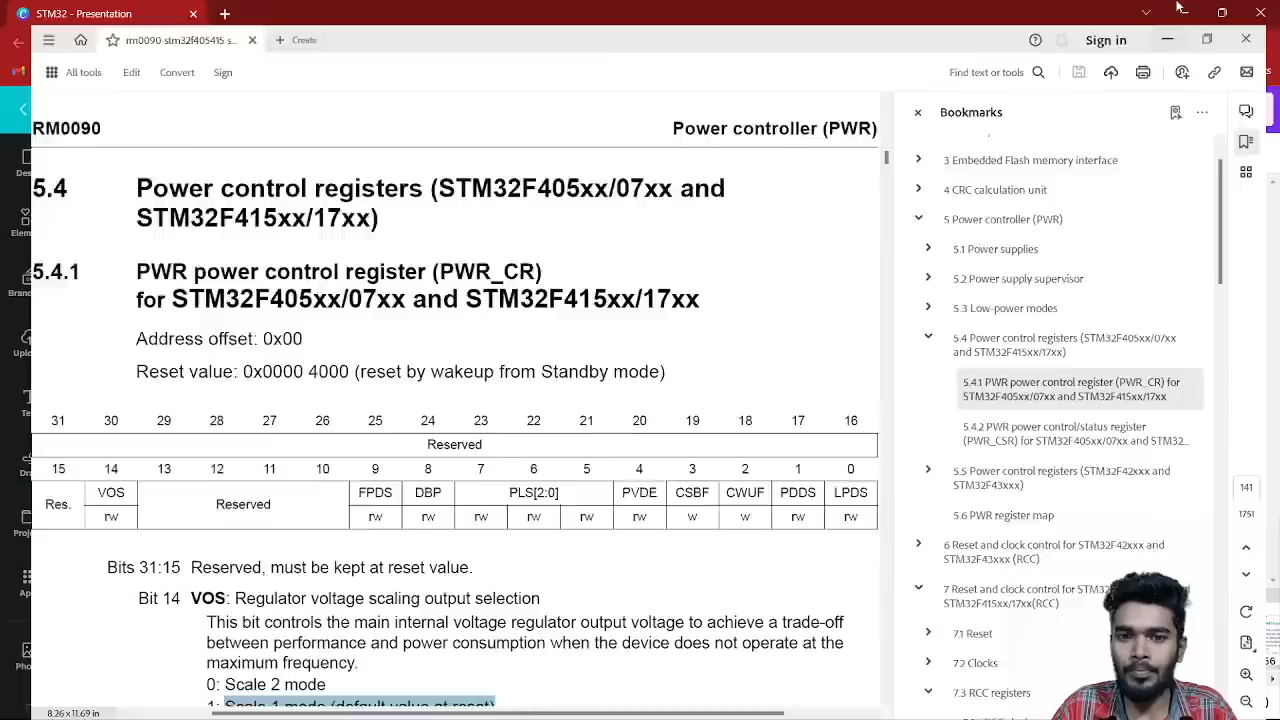 STM32 - Presentation
rm0090 stm32f405415 s...
Create
Sign in
All tools
Edit
Convert
Sign
Find text or tools
RM0090
Power controller (PWR)
5.4 Power control registers (STM32F405xx/07xx and
STM32F415xx/17xx)
5.4.1 PWR power control register (PWR_CR)
for STM32F405xx/07xx and STM32F415xx/17xx
Address offset: 0x00
Reset value: 0x0000 4000 (reset by wakeup from Standby mode)
31 30 29 28 27 26 25 24 23 22 21 20 19 18 17 16
Reserved
15 14 13 12 11 10 9 8 7 6 5 4 3 2 1 0
Res. VOS Reserved FPDS DBP PLS[2:0] PVDE CSBF CWUF PDDS LPDS
rw rw rw rw rw rw rw w w rw rw
Bits 31:15 Reserved, must be kept at reset value.
Bit 14 VOS: Regulator voltage scaling output selection
This bit controls the main internal voltage regulator output voltage to achieve a trade-off
between performance and power consumption when the device does not operate at the
maximum frequency.
0: Scale 2 mode
1: Scale 1 mode (default value at reset)
8.26 x 11.69 in
Bookmarks
3 Embedded Flash memory interface
4 CRC calculation unit
5 Power controller (PWR)
5.1 Power supplies
5.2 Power supply supervisor
5.3 Low-power modes
5.4 Power control registers (STM32F405xx/07xx
and STM32F415xx/17xx)
5.4.1 PWR power control register (PWR_CR) for
STM32F405xx/07xx and STM32F415xx/17xx
5.4.2 PWR power control/status register
(PWR_CSR) for STM32F405xx/07xx and STM32...
5.5 Power control registers (STM32F42xxx and
STM32F43xxx)
5.6 PWR register map
6 Reset and clock control for STM32F42xxx and
STM32F43xxx (RCC)
7 Reset and clock control for
STM32F415xx/17xx(RCC)
7.1 Reset
7.2 Clocks
7.3 RCC registers
141
1751